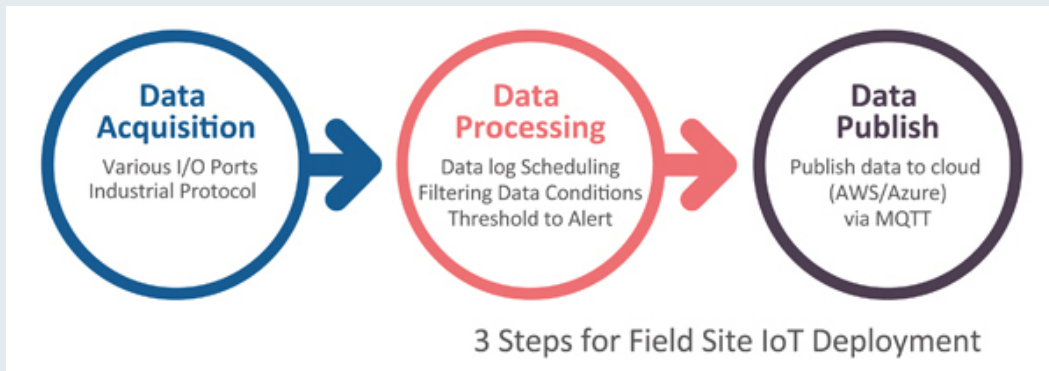 Data
Acquisition
Various I/O Ports
Industrial Protocol
Data
Processing
Data log Scheduling
Filtering Data Conditions
Threshold to Alert
Data
Publish
Publish data to cloud
(AWS/Azure)
via MQTT
3 Steps for Field Site IoT Deployment